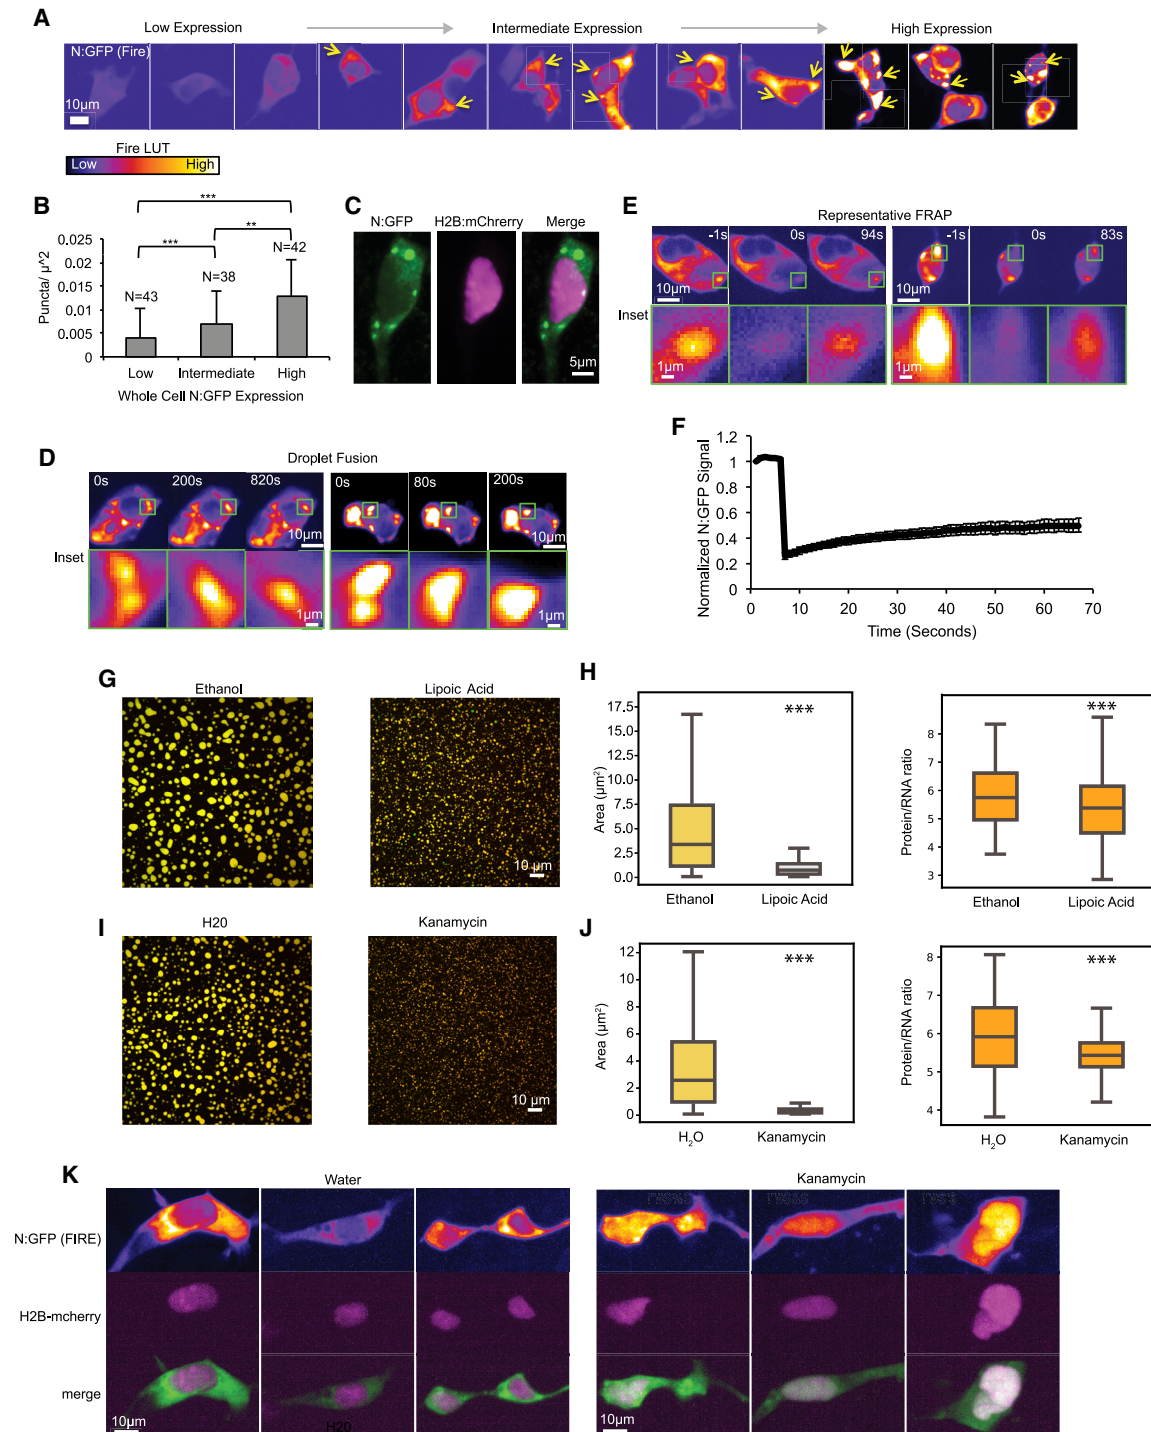 A
Low Expression
Intermediate Expression
High Expression
N:GFP (Fire)
10µm
Fire LUT
Low
High
B
***
***
**
0.025
0.02
0.015
0.01
0.005
0
Puncta/ µ^2
N=43
N=38
N=42
Low
Intermediate
High
Whole Cell N:GFP Expression
C
N:GFP
H2B:mChrerry
Merge
5µm
D
Droplet Fusion
0s
200s
820s
10µm
0s
80s
200s
10µm
Inset
1µm
1µm
E
Representative FRAP
-1s
0s
94s
10µm
-1s
0s
83s
10µm
Inset
1µm
1µm
F
Normalized N:GFP Signal
1.2
1
0.8
0.6
0.4
0.2
0
0
10
20
30
40
50
60
70
Time (Seconds)
G
Ethanol
Lipoic Acid
10 µm
H
Area (µm²)
17.5
15.0
12.5
10.0
7.5
5.0
2.5
0.0
***
Ethanol
Lipoic Acid
Protein/RNA ratio
8
7
6
5
4
3
***
Ethanol
Lipoic Acid
I
H20
Kanamycin
10 µm
J
Area (µm²)
12
10
8
6
4
2
0
***
H₂O
Kanamycin
Protein/RNA ratio
8
7
6
5
4
***
H₂O
Kanamycin
K
Water
Kanamycin
N:GFP (FIRE)
H2B-mcherry
merge
10µm
H20
10µm